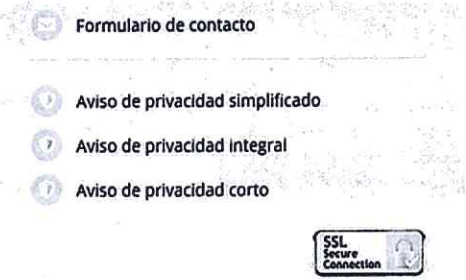 Formulario de contacto
Aviso de privacidad simplificado
Aviso de privacidad integral
Aviso de privacidad corto
SSL
Secure
Connection